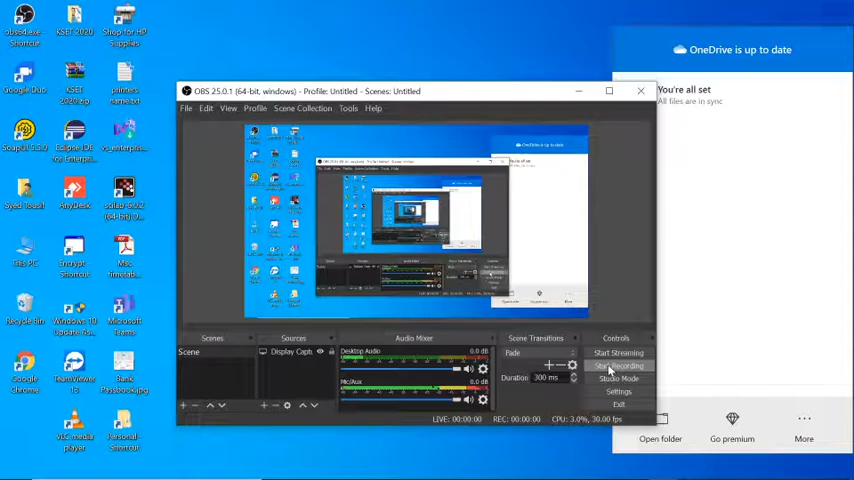 obs64.exe -
Shortcut
KSET 2020
Shop for HP
Supplies
Google Duo
KSET
2020.zip
printers
name.txt
SoapUI 5.5.0
Eclipse IDE
for Enterpr...
vs_enterpris...
Syed Tousif
AnyDesk
scilab-6.0.2
(64-bit)
This PC
Encrypt
Shortcut
Msc
timetabl...
Recycle Bin
Windows 10
Update
Microsoft
Teams
Google
Chrome
TeamViewer
13
Bank
Passbook.jpg
VLC media
player
Personal -
Shortcut
OBS 25.0.1 (64-bit, windows) - Profile: Untitled - Scenes: Untitled
File Edit View Profile Scene Collection Tools Help
Scenes
Sources
Audio Mixer
Scene Transitions
Controls
Scene
Display Capt
Desktop Audio 0.0 dB
Mic/Aux 0.0 dB
Fade
Duration 300 ms
Start Streaming
Start Recording
Studio Mode
Settings
Exit
LIVE: 00:00:00 REC: 00:00:00 CPU: 3.0%, 30.00 fps
OneDrive is up to date
You're all set
All files are in sync
Open folder
Go premium
More